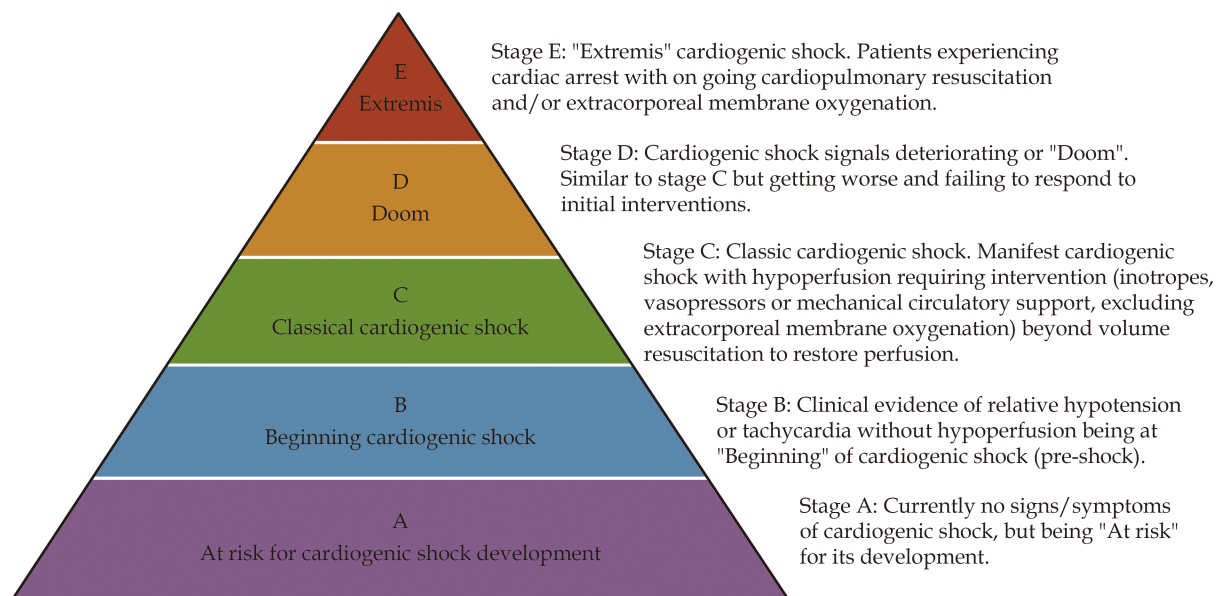 E
Extremis
Stage E: "Extremis" cardiogenic shock. Patients experiencing
cardiac arrest with on going cardiopulmonary resuscitation
and/or extracorporeal membrane oxygenation.
D
Doom
Stage D: Cardiogenic shock signals deteriorating or "Doom".
Similar to stage C but getting worse and failing to respond to
initial interventions.
C
Classical cardiogenic shock
Stage C: Classic cardiogenic shock. Manifest cardiogenic
shock with hypoperfusion requiring intervention (inotropes,
vasopressors or mechanical circulatory support, excluding
extracorporeal membrane oxygenation) beyond volume
resuscitation to restore perfusion.
B
Beginning cardiogenic shock
Stage B: Clinical evidence of relative hypotension
or tachycardia without hypoperfusion being at
"Beginning" of cardiogenic shock (pre-shock).
A
At risk for cardiogenic shock development
Stage A: Currently no signs/symptoms
of cardiogenic shock, but being "At risk"
for its development.